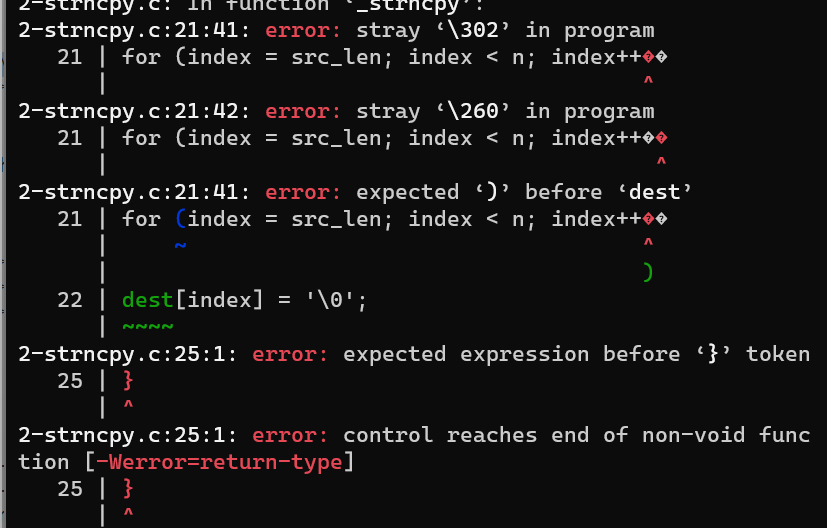 2-strncpy.c: In function ‘_strncpy’:
2-strncpy.c:21:41: error: stray ‘\302’ in program
21 | for (index = src_len; index < n; index++��
| ^
2-strncpy.c:21:42: error: stray ‘\260’ in program
21 | for (index = src_len; index < n; index++��
| ^
2-strncpy.c:21:41: error: expected ‘)’ before ‘dest’
21 | for (index = src_len; index < n; index++��
| ~ ^
| )
22 | dest[index] = '\0';
| ~~~~
2-strncpy.c:25:1: error: expected expression before ‘}’ token
25 | }
| ^
2-strncpy.c:25:1: error: control reaches end of non-void func
tion [-Werror=return-type]
25 | }
| ^